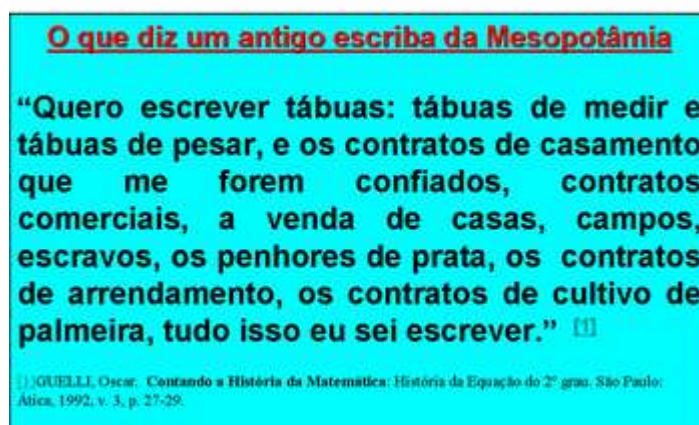 O que diz um antigo escriba da Mesopotâmia
“Quero escrever tábuas: tábuas de medir e
tábuas de pesar, e os contratos de casamento
que me forem confiados, contratos
comerciais, a venda de casas, campos,
escravos, os penhores de prata, os contratos
de arrendamento, os contratos de cultivo de
palmeira, tudo isso eu sei escrever.” [1]
[1]GUELLI, Oscar. Contando a História da Matemática: História da Equação do 2º grau. São Paulo:
Ática, 1992, v. 3, p. 27-29.